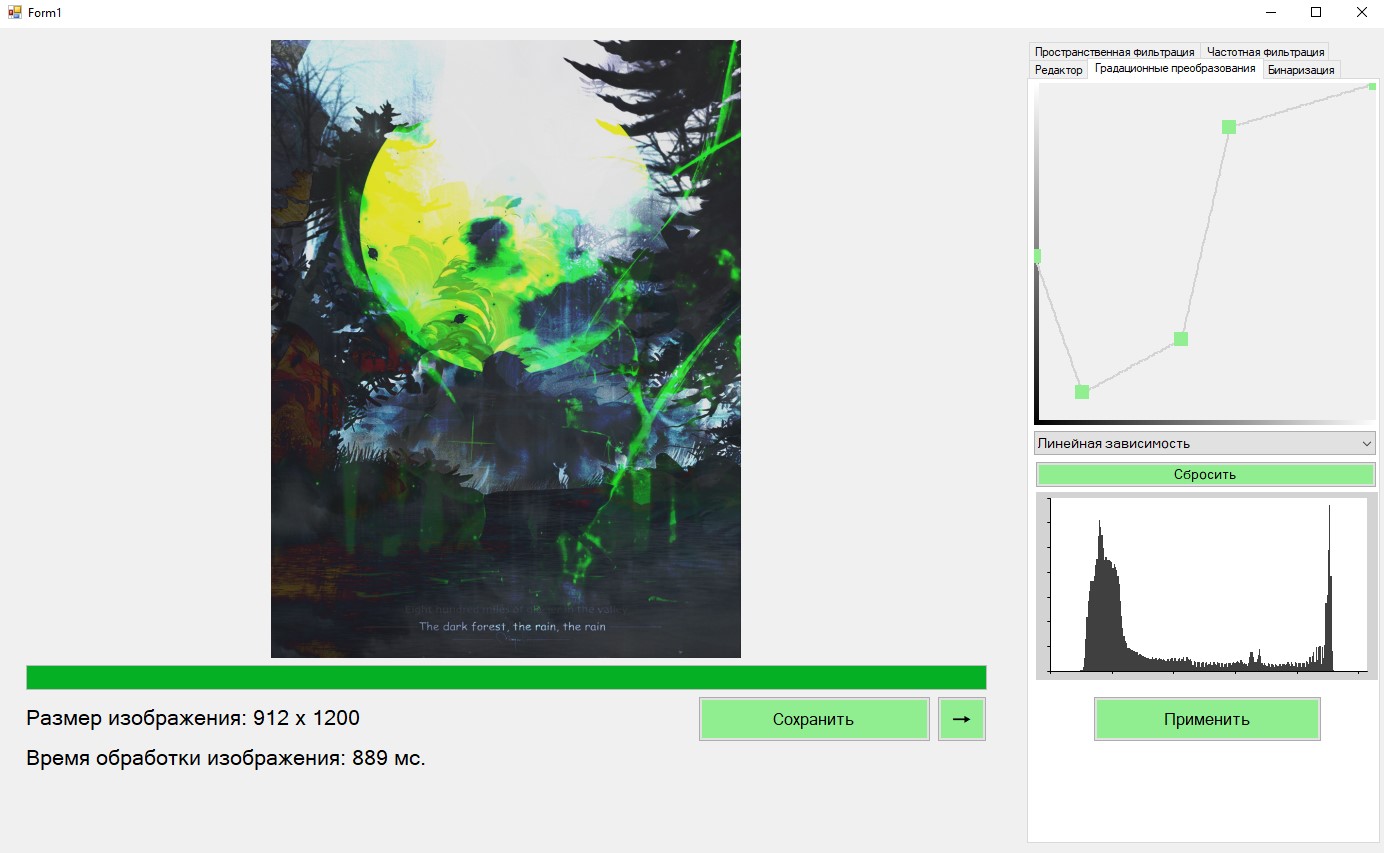 Form1
Пространственная фильтрация Частотная фильтрация
Редактор Градационные преобразования Бинаризация
Линейная зависимость
Сбросить
Eight hundred miles of in the valley
The dark forest, the rain, the rain
Размер изображения: 912 x 1200
Сохранить →
Применить
Время обработки изображения: 889 мс.